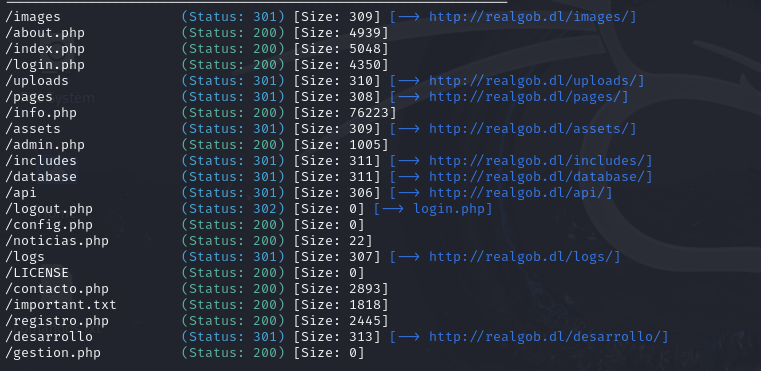 /images (Status: 301) [Size: 309] [--> http://realgob.dl/images/]
/about.php (Status: 200) [Size: 4939]
/index.php (Status: 200) [Size: 5048]
/login.php (Status: 200) [Size: 4350]
/uploads (Status: 301) [Size: 310] [--> http://realgob.dl/uploads/]
/pages (Status: 301) [Size: 308] [--> http://realgob.dl/pages/]
/info.php (Status: 200) [Size: 76223]
/assets (Status: 301) [Size: 309] [--> http://realgob.dl/assets/]
/admin.php (Status: 200) [Size: 1005]
/includes (Status: 301) [Size: 311] [--> http://realgob.dl/includes/]
/database (Status: 301) [Size: 311] [--> http://realgob.dl/database/]
/api (Status: 301) [Size: 306] [--> http://realgob.dl/api/]
/logout.php (Status: 302) [Size: 0] [--> login.php]
/config.php (Status: 200) [Size: 0]
/noticias.php (Status: 200) [Size: 22]
/logs (Status: 301) [Size: 307] [--> http://realgob.dl/logs/]
/LICENSE (Status: 200) [Size: 0]
/contacto.php (Status: 200) [Size: 2893]
/important.txt (Status: 200) [Size: 1818]
/registro.php (Status: 200) [Size: 2445]
/desarrollo (Status: 301) [Size: 313] [--> http://realgob.dl/desarrollo/]
/gestion.php (Status: 200) [Size: 0]